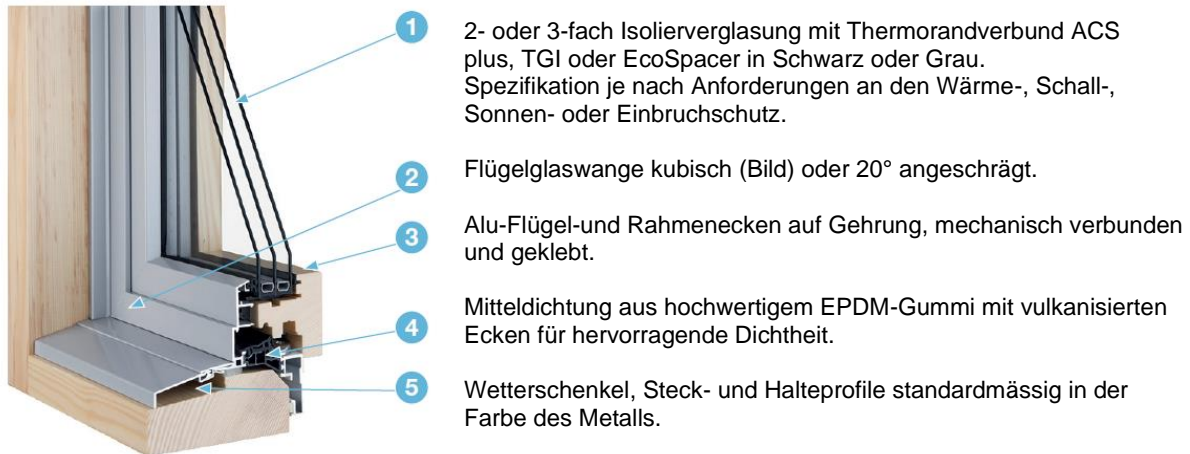 1
2- oder 3-fach Isolierverglasung mit Thermorandverbund ACS
plus, TGI oder EcoSpacer in Schwarz oder Grau.
Spezifikation je nach Anforderungen an den Wärme-, Schall-,
Sonnen- oder Einbruchschutz.
2
Flügelglaswange kubisch (Bild) oder 20° angeschrägt.
3
Alu-Flügel-und Rahmenecken auf Gehrung, mechanisch verbunden
und geklebt.
4
Mitteldichtung aus hochwertigem EPDM-Gummi mit vulkanisierten
Ecken für hervorragende Dichtheit.
5
Wetterschenkel, Steck- und Halteprofile standardmässig in der
Farbe des Metalls.